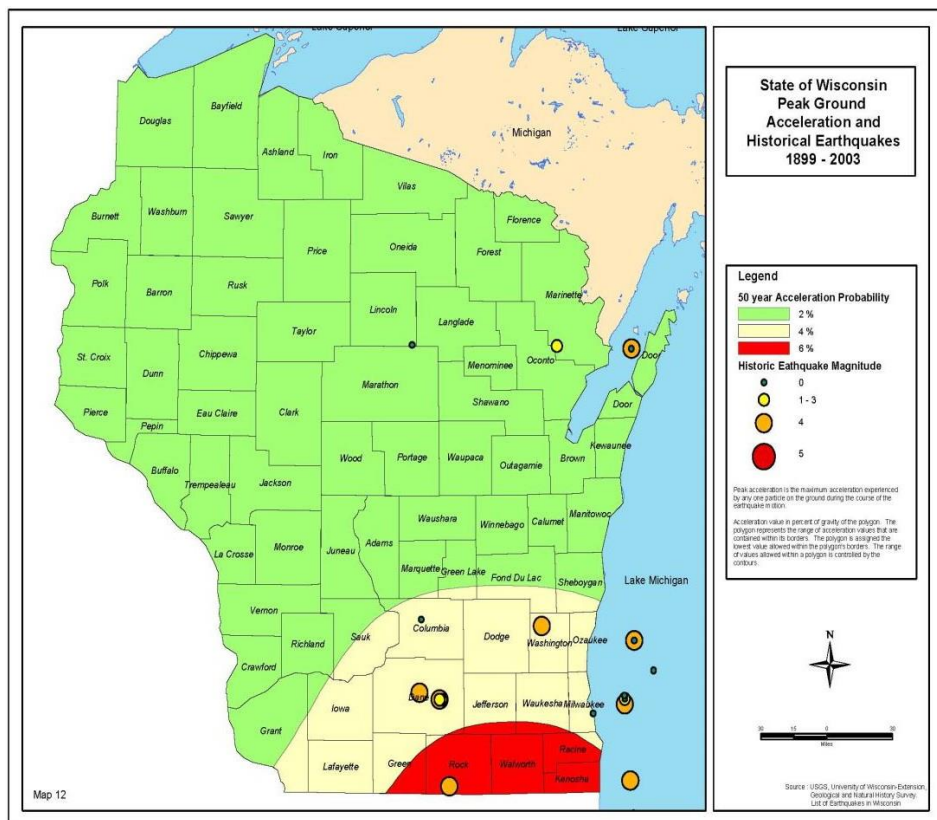 Lake Superior
Lake Superior
Michigan
Douglas
Bayfield
Ashland
Iron
Vilas
Burnett
Washburn
Sawyer
Price
Oneida
Florence
Forest
Marinette
Polk
Barron
Rusk
Lincoln
Langlade
Taylor
St. Croix
Dunn
Chippewa
Oconto
Door
Menominee
Marathon
Shawano
Pierce
Eau Claire
Clark
Door
Pepin
Kewaunee
Wood
Portage
Waupaca
Outagamie
Brown
Buffalo
Trempealeau
Jackson
Waushara
Winnebago
Calumet
Manitowoc
La Crosse
Monroe
Juneau
Adams
Marquette
Green Lake
Fond Du Lac
Sheboygan
Lake Michigan
Vernon
Sauk
Columbia
Dodge
Washington
Ozaukee
Richland
Crawford
Iowa
Dane
Jefferson
Waukesha
Milwaukee
Grant
Lafayette
Green
Rock
Walworth
Racine
Kenosha
Map 12
State of Wisconsin
Peak Ground
Acceleration and
Historical Earthquakes
1899 - 2003
Legend
50 year Acceleration Probability
2 %
4 %
6 %
Historic Eathquake Magnitude
0
1 - 3
4
5
Peak acceleration is the maximum acceleration experienced
by any one particle on the ground during the course of the
earthquake motion.
Acceleration value in percent of gravity of the polygon. The
polygon represents the range of acceleration values that are
contained within its borders. The polygon is assigned the
lowest value allowed within the polygon's borders. The range
of values allowed within a polygon is controlled by the
contours.
N
30 15 0 30
Miles
Source : USGS, University of Wisconsin-Extension,
Geological and Natural History Survey.
List of Earthquakes in Wisconsin